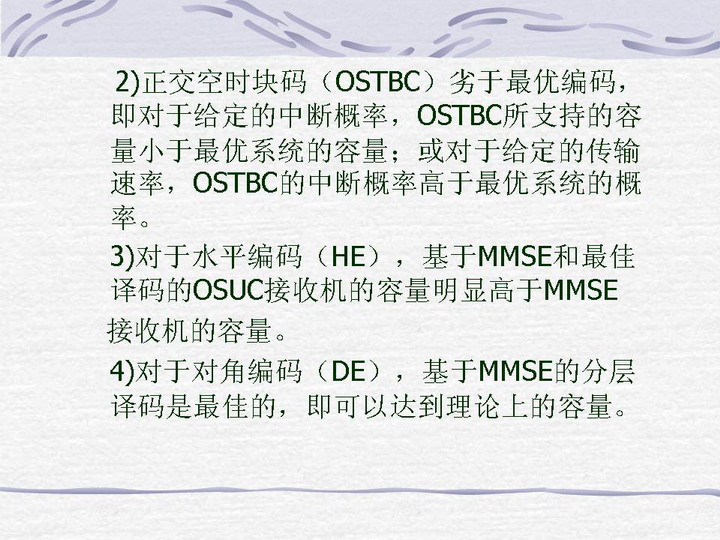 2)正交空时块码（OSTBC）劣于最优编码，
即对于给定的中断概率，OSTBC所支持的容
量小于最优系统的容量；或对于给定的传输
速率，OSTBC的中断概率高于最优系统的概
率。
3)对于水平编码（HE），基于MMSE和最佳
译码的OSUC接收机的容量明显高于MMSE
接收机的容量。
4)对于对角编码（DE），基于MMSE的分层
译码是最佳的，即可以达到理论上的容量。